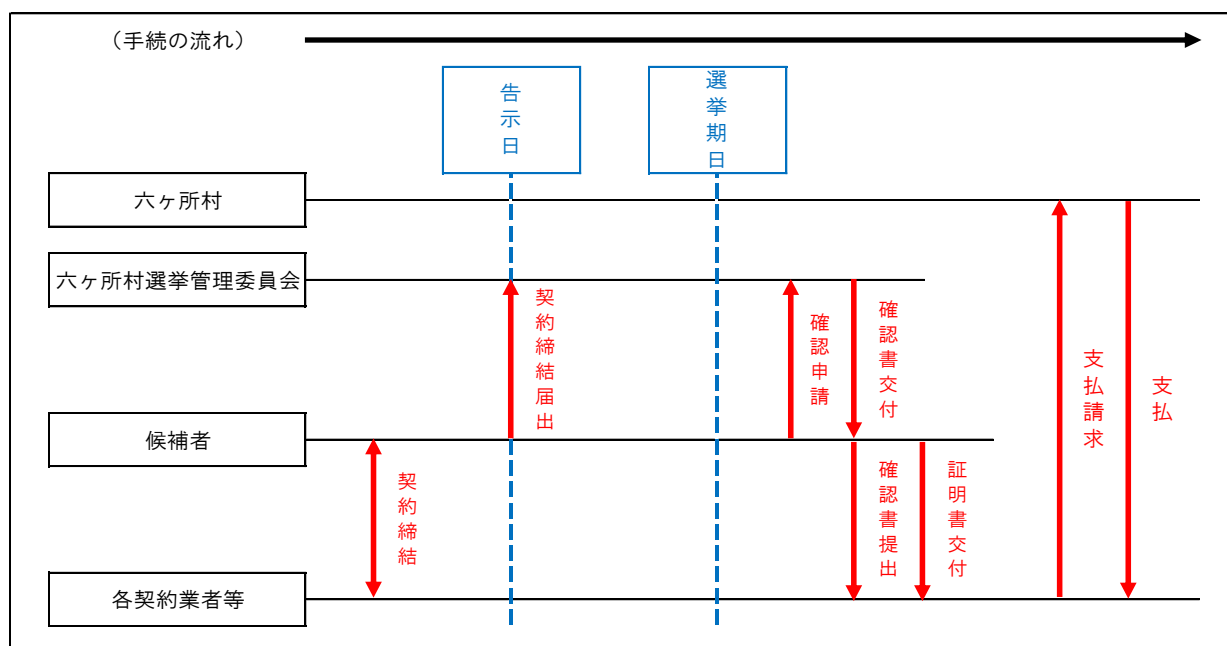 （手続の流れ）
告示日
選挙期日
六ヶ所村
六ヶ所村選挙管理委員会
契約締結届出
確認申請
確認書交付
支払請求
支払
候補者
契約締結
確認書提出
証明書交付
各契約業者等